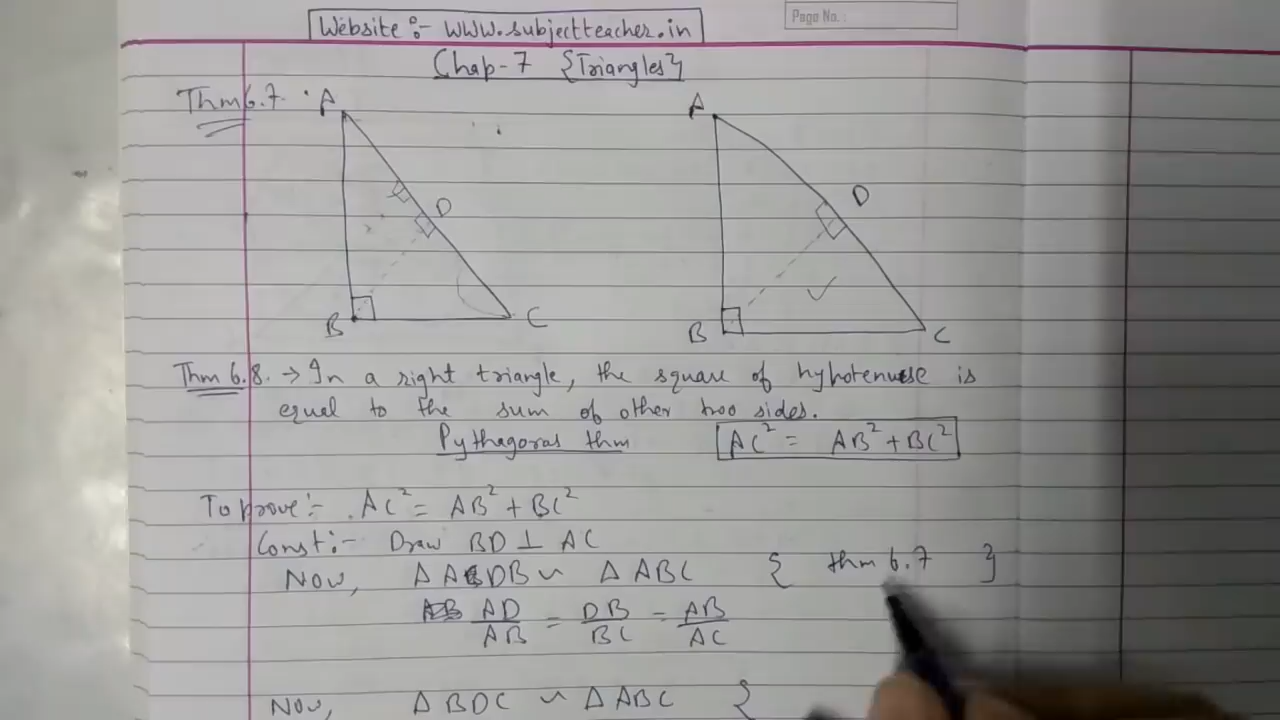 Page No. :
Website :- www.subjectteacher.in
Chap-7 {Triangles}
Thm 6.7.
A
D
B
C
A
D
B
C
Thm 6.8. → In a right triangle, the square of hyhotenuse is
equal to the sum of other two sides.
Pythagoras thm AC² = AB² + BC²
To prove:- AC² = AB² + BC²
Const:- Draw BD ⊥ AC
Now, Δ ADB ~ Δ ABC { thm 6.7 }
AD/AB = DB/BC = AB/AC
Now, Δ BDC ~ Δ ABC {